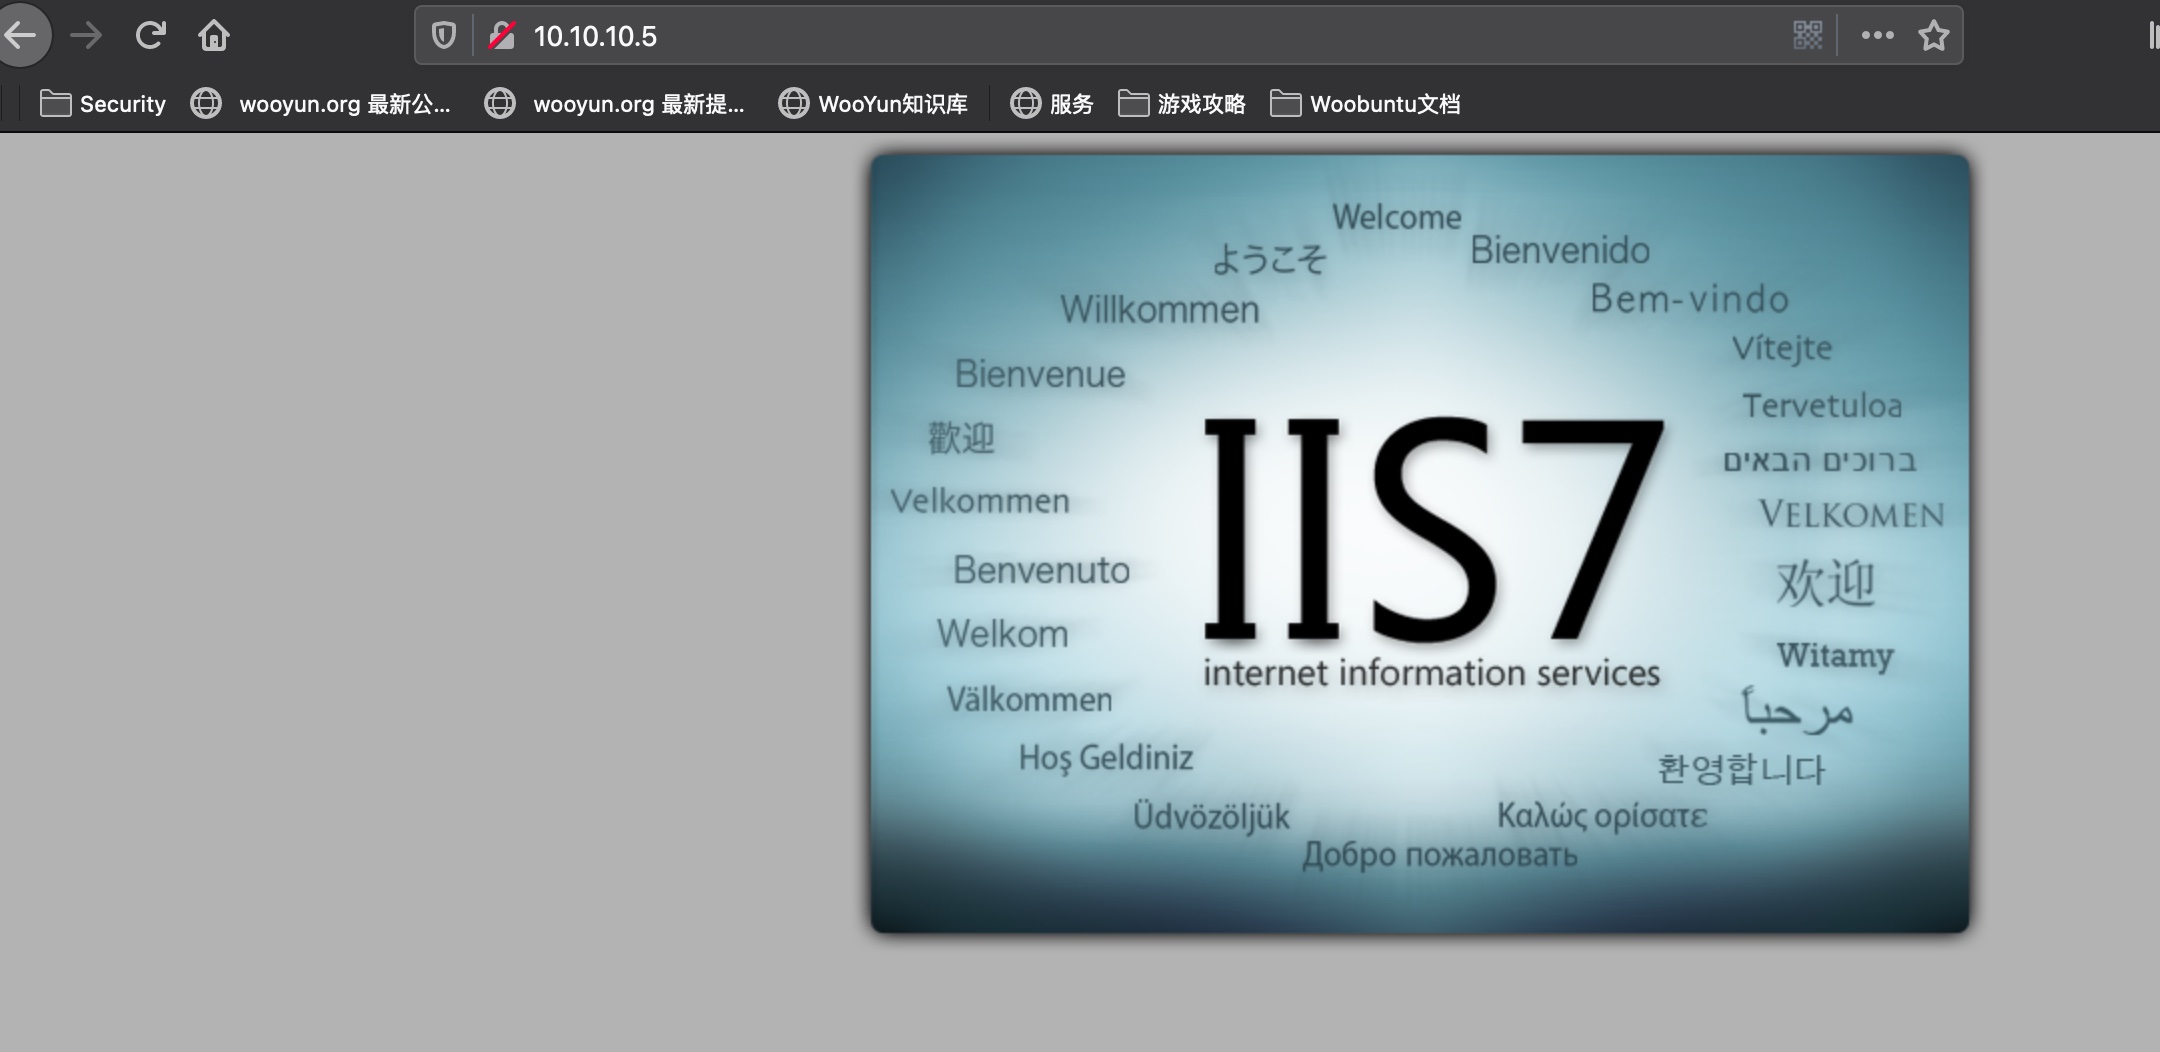 10.10.10.5
Security wooyun.org 最新公... wooyun.org 最新提... WooYun知识库 服务 游戏攻略 Woobuntu文档
Welcome
ようこそ
Bienvenido
Willkommen
Bem-vindo
Vítejte
Bienvenue
Tervetuloa
歡迎
ברוכים הבאים
Velkommen
VELKOMEN
IIS7
internet information services
Benvenuto
欢迎
Welkom
Witamy
Välkommen
مرحباً
Hoş Geldiniz
환영합니다
Üdvözöljük
Καλώς ορίσατε
Добро пожаловать